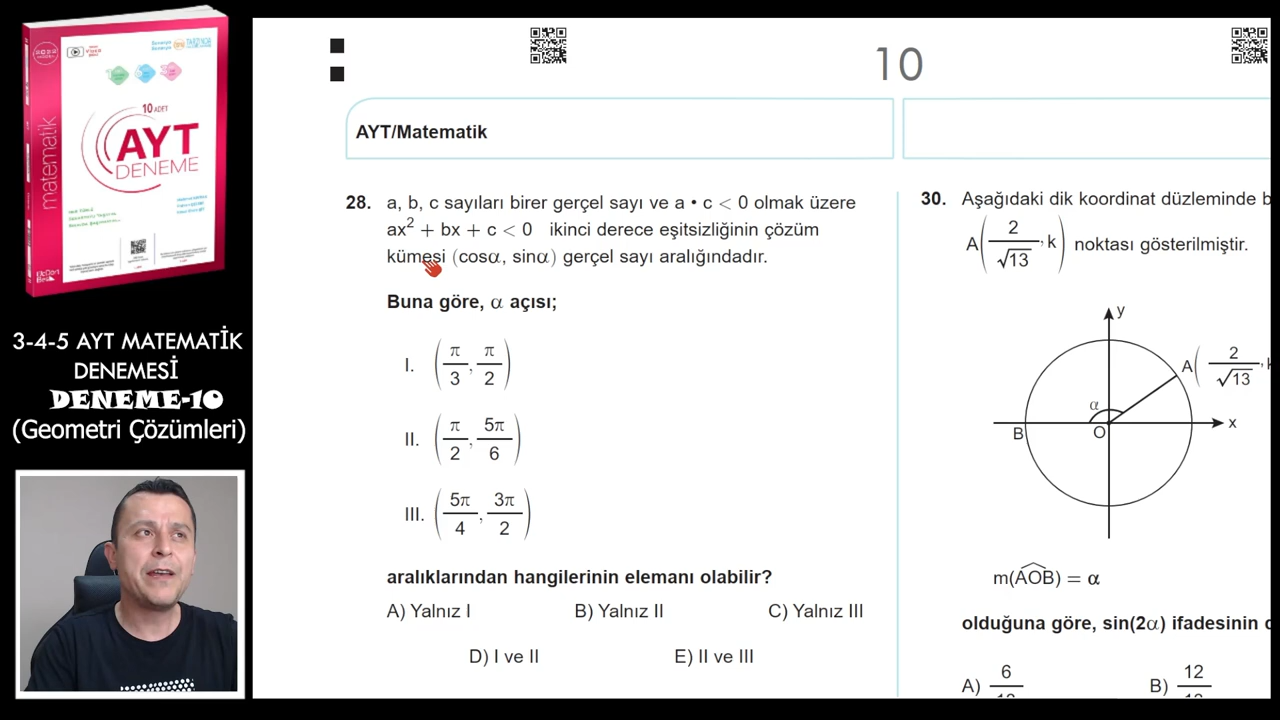 matematik
10 ADET
AYT
DENEME
3-4-5 AYT MATEMATİK
DENEMESİ
DENEME-10
(Geometri Çözümleri)
10
AYT/Matematik
28. a, b, c sayıları birer gerçel sayı ve a • c < 0 olmak üzere
ax² + bx + c < 0 ikinci derece eşitsizliğinin çözüm
kümesi (cosα, sinα) gerçel sayı aralığındadır.
Buna göre, α açısı;
I. (π/3, π/2)
II. (π/2, 5π/6)
III. (5π/4, 3π/2)
aralıklarından hangilerinin elemanı olabilir?
A) Yalnız I B) Yalnız II C) Yalnız III
D) I ve II E) II ve III
30. Aşağıdaki dik koordinat düzleminde b
A(2/√13, k) noktası gösterilmiştir.
y
A(2/√13,
α
B O x
m(AOB) = α
olduğuna göre, sin(2α) ifadesinin
A) 6 B) 12